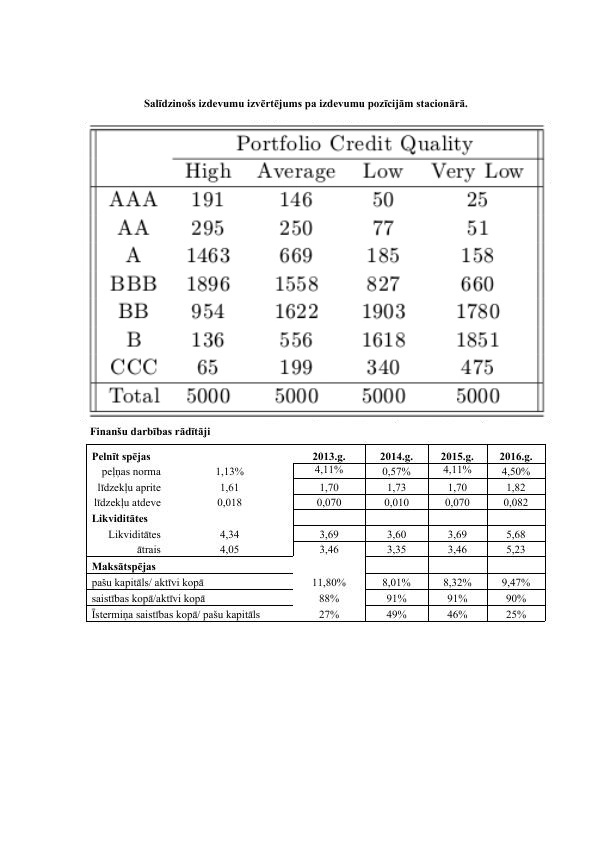 Salīdzinošs izdevumu izvērtējums pa izdevumu pozīcijām stacionārā.
Portfolio Credit Quality
High Average Low Very Low
AAA 191 146 50 25
AA 295 250 77 51
A 1463 669 185 158
BBB 1896 1558 827 660
BB 954 1622 1903 1780
B 136 556 1618 1851
CCC 65 199 340 475
Total 5000 5000 5000 5000
Finanšu darbības rādītāji
Pelnīt spējas 2013.g. 2014.g. 2015.g. 2016.g.
peļņas norma 1,13% 4,11% 0,57% 4,11% 4,50%
līdzekļu aprite 1,61 1,70 1,73 1,70 1,82
līdzekļu atdeve 0,018 0,070 0,010 0,070 0,082
Likviditātes
Likviditātes 4,34 3,69 3,60 3,69 5,68
ātrais 4,05 3,46 3,35 3,46 5,23
Maksātspējas
pašu kapitāls/ aktīvi kopā 11,80% 8,01% 8,32% 9,47%
saistības kopā/aktīvi kopā 88% 91% 91% 90%
Īstermiņa saistības kopā/ pašu kapitāls 27% 49% 46% 25%